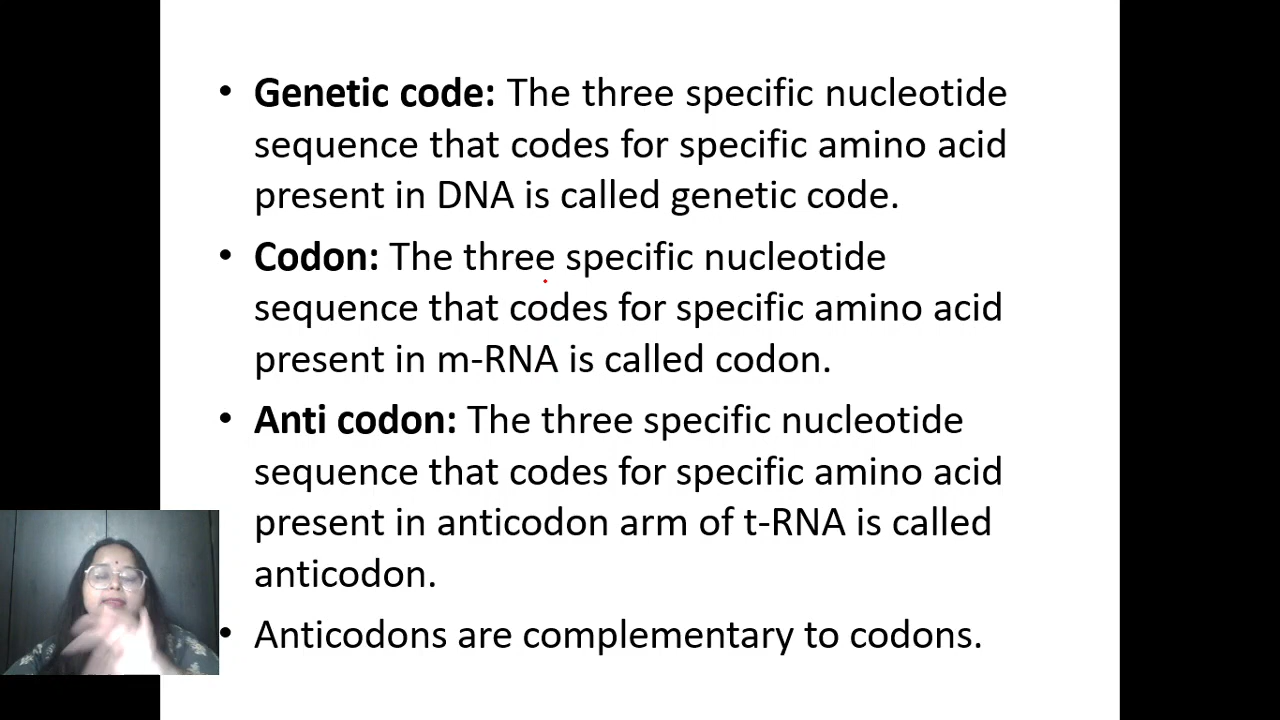 • Genetic code: The three specific nucleotide
sequence that codes for specific amino acid
present in DNA is called genetic code.
• Codon: The three specific nucleotide
sequence that codes for specific amino acid
present in m-RNA is called codon.
• Anti codon: The three specific nucleotide
sequence that codes for specific amino acid
present in anticodon arm of t-RNA is called
anticodon.
• Anticodons are complementary to codons.